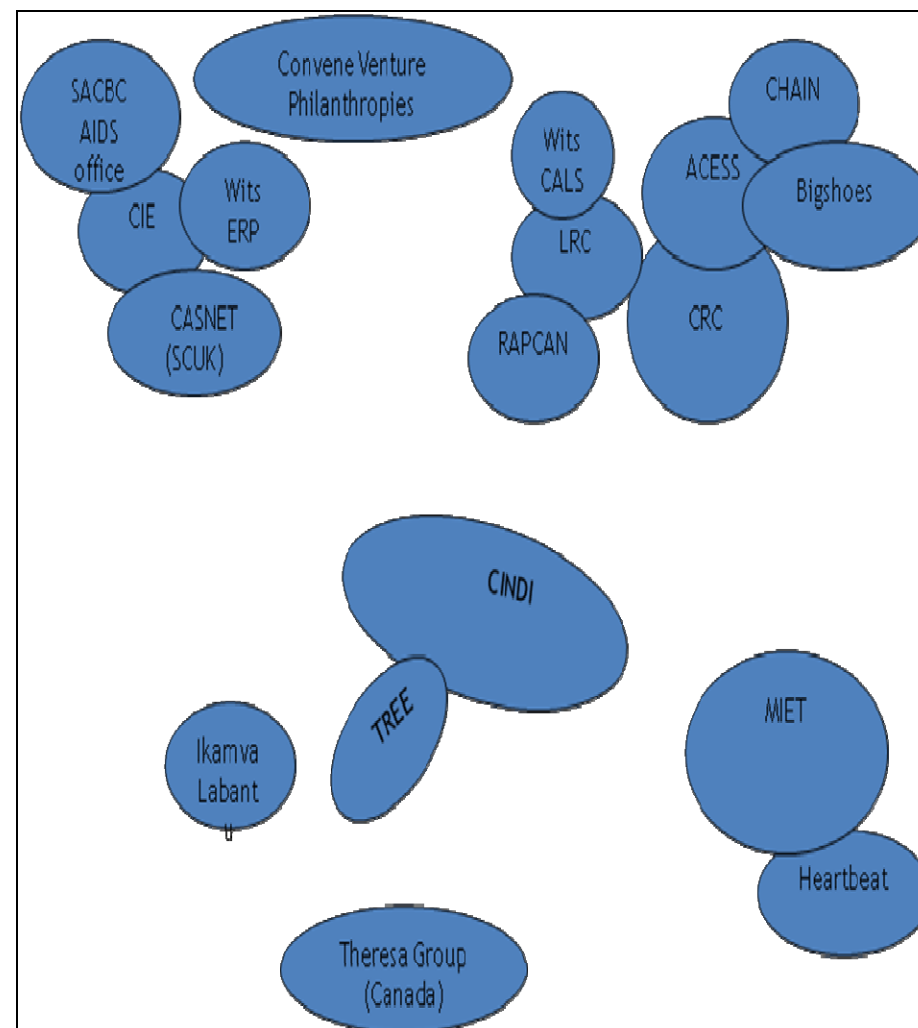 SACBC
AIDS
office
Convene Venture
Philanthropies
CHAIN
Wits
CALS
ACESS
Bigshoes
CIE
Wits
ERP
LRC
CRC
CASNET
(SCUK)
RAPCAN
CINDI
TREE
MIET
Ikamva
Labant
u
Heartbeat
Theresa Group
(Canada)